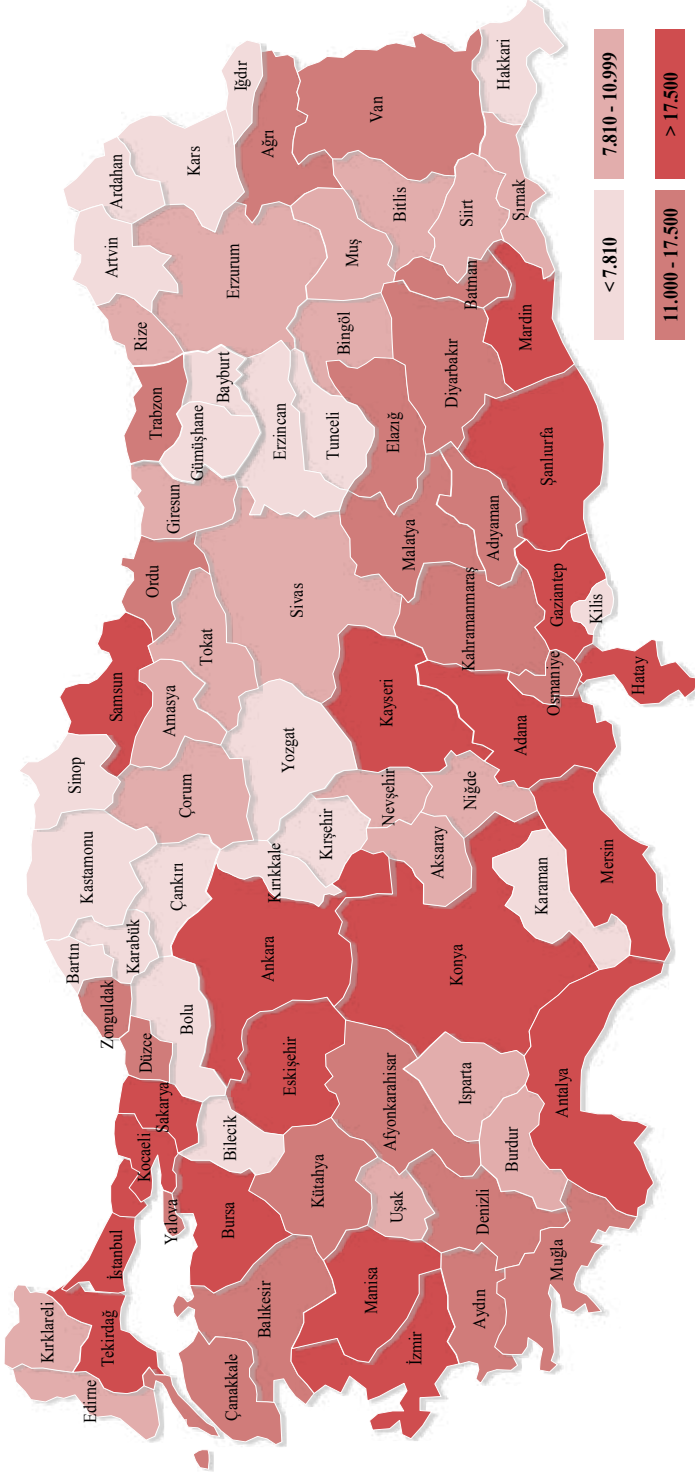 Kırklareli
Edirne
Tekirdağ
İstanbul
Kocaeli
Yalova
Sakarya
Düzce
Zonguldak
Bartın
Karabük
Kastamonu
Sinop
Samsun
Ordu
Giresun
Trabzon
Rize
Artvin
Ardahan
Kars
Iğdır
Ağrı
Erzurum
Bayburt
Gümüşhane
Erzincan
Tunceli
Sivas
Tokat
Amasya
Çorum
Yozgat
Çankırı
Kırıkkale
Kırşehir
Ankara
Bolu
Bilecik
Eskişehir
Bursa
Balıkesir
Çanakkale
Kütahya
Manisa
İzmir
Uşak
Afyonkarahisar
Aydın
Denizli
Muğla
Burdur
Isparta
Antalya
Konya
Karaman
Mersin
Aksaray
Nevşehir
Niğde
Kayseri
Adana
Osmaniye
Hatay
Kahramanmaraş
Malatya
Adıyaman
Gaziantep
Kilis
Şanlıurfa
Elazığ
Diyarbakır
Bingöl
Muş
Bitlis
Van
Batman
Siirt
Mardin
Şırnak
Hakkari
< 7.810
7.810 - 10.999
11.000 - 17.500
> 17.500